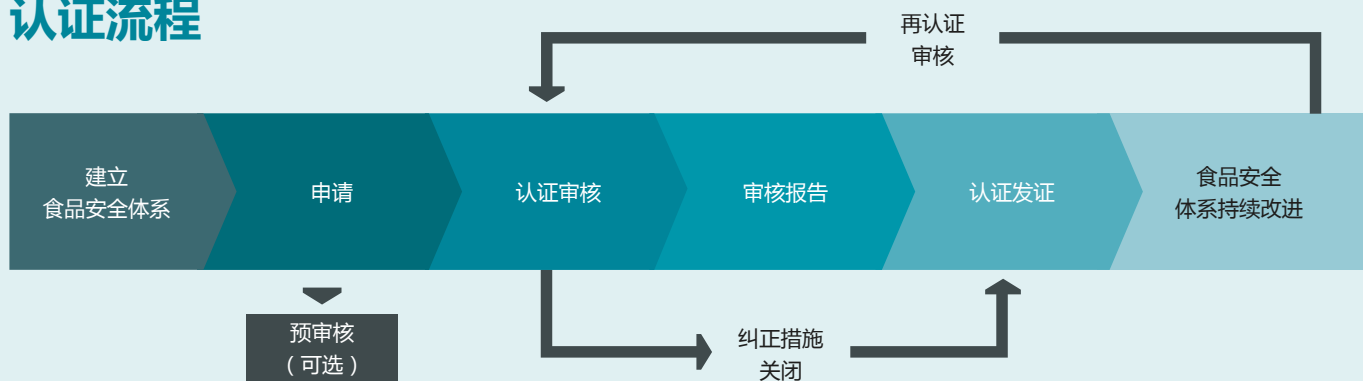 认证流程
再认证
审核
建立
食品安全体系
申请
认证审核
审核报告
认证发证
食品安全
体系持续改进
预审核
（可选）
纠正措施
关闭